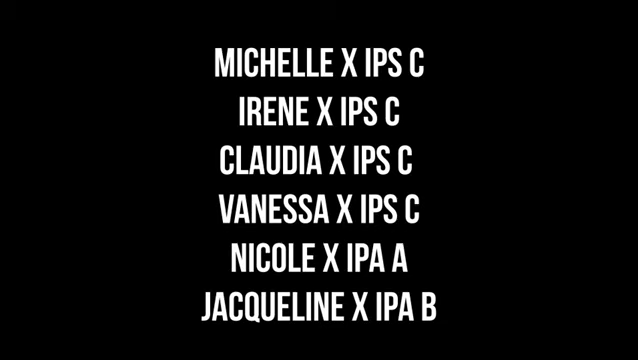 MICHELLE X IPS C
IRENE X IPS C
CLAUDIA X IPS C
VANESSA X IPS C
NICOLE X IPA A
JACQUELINE X IPA B